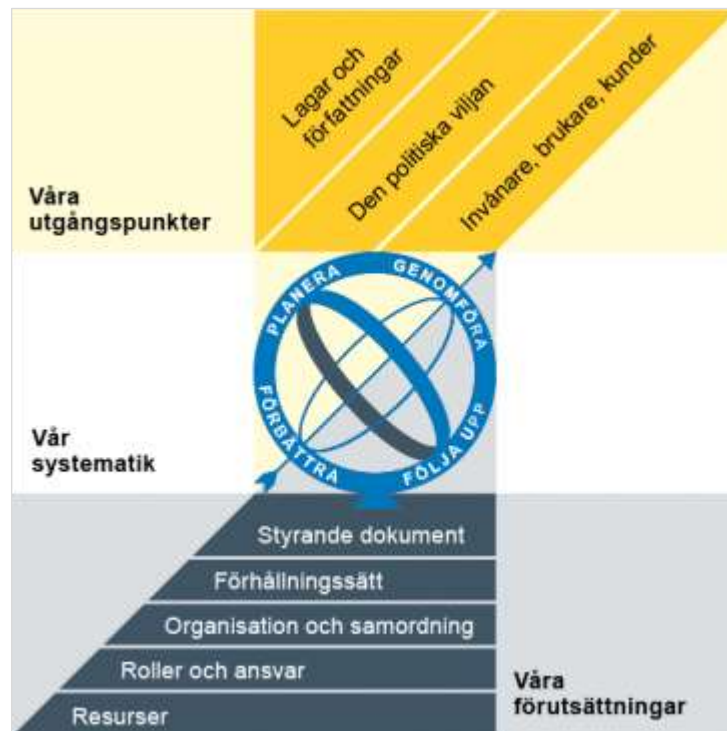 Lagar och
författningar
Den politiska viljan
Invånare, brukare, kunder
Våra
utgångspunkter
PLANERA
GENOMFÖRA
FÖLJA UPP
FÖRBÄTTRA
Vår
systematik
Styrande dokument
Förhållningssätt
Organisation och samordning
Roller och ansvar
Resurser
Våra
förutsättningar